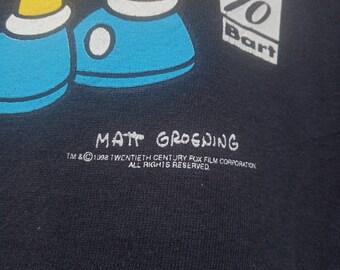 %
Bart
MATT GROENING
TM & © 1998 TWENTIETH CENTURY FOX FILM CORPORATION
ALL RIGHTS RESERVED.